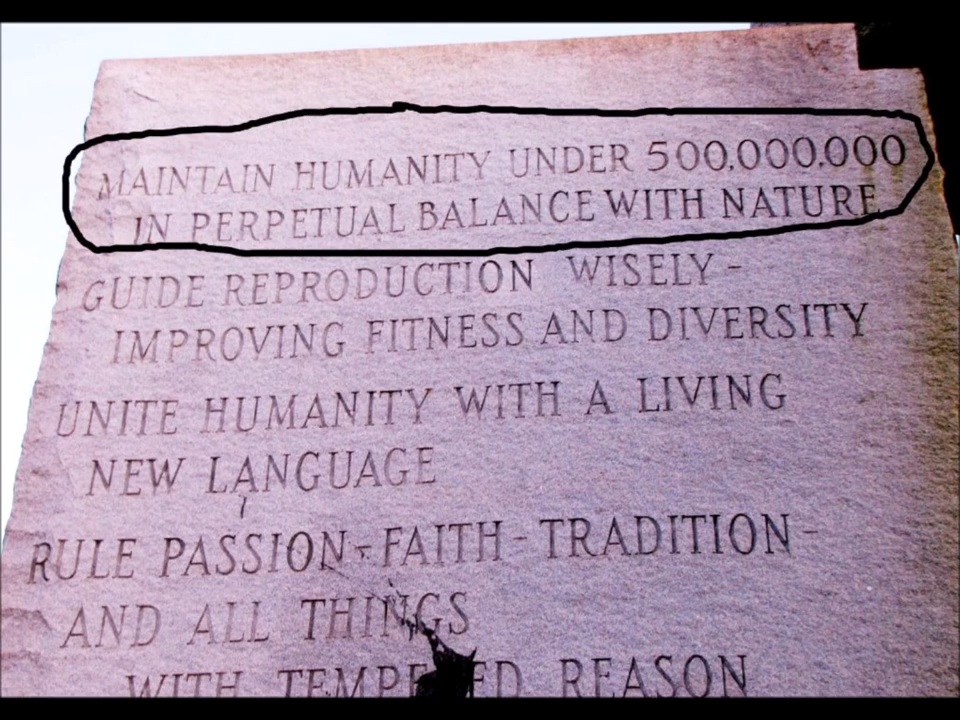 MAINTAIN HUMANITY UNDER 500,000,000
IN PERPETUAL BALANCE WITH NATURE
GUIDE REPRODUCTION WISELY -
IMPROVING FITNESS AND DIVERSITY
UNITE HUMANITY WITH A LIVING
NEW LANGUAGE
RULE PASSION - FAITH - TRADITION -
AND ALL THINGS
WITH TEMPERED REASON